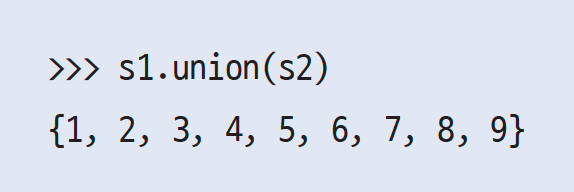 >>> s1.union(s2)
{1, 2, 3, 4, 5, 6, 7, 8, 9}